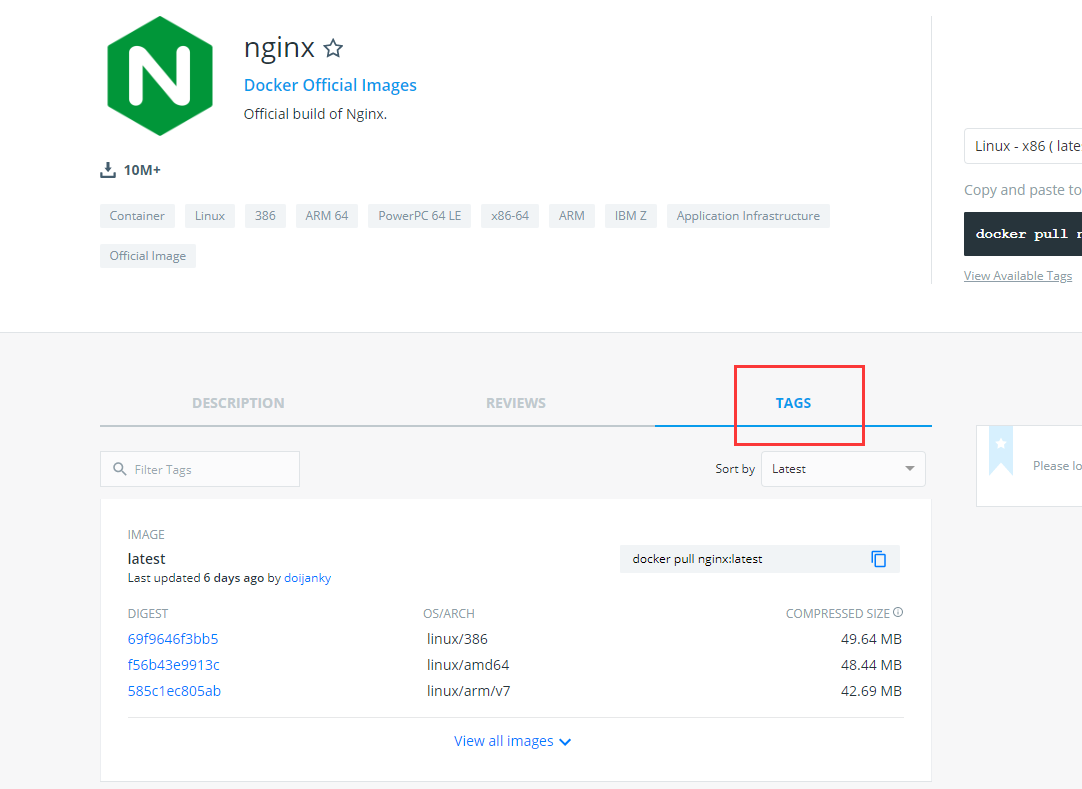 N
nginx
Docker Official Images
Official build of Nginx.
10M+
Container Linux 386 ARM 64 PowerPC 64 LE x86-64 ARM IBM Z Application Infrastructure
Official Image
Linux - x86 ( late
Copy and paste to
docker pull n
View Available Tags
DESCRIPTION REVIEWS TAGS
Filter Tags
Sort by Latest
Please lo
IMAGE
latest
Last updated 6 days ago by doijanky
docker pull nginx:latest
DIGEST OS/ARCH COMPRESSED SIZE
69f9646f3bb5 linux/386 49.64 MB
f56b43e9913c linux/amd64 48.44 MB
585c1ec805ab linux/arm/v7 42.69 MB
View all images